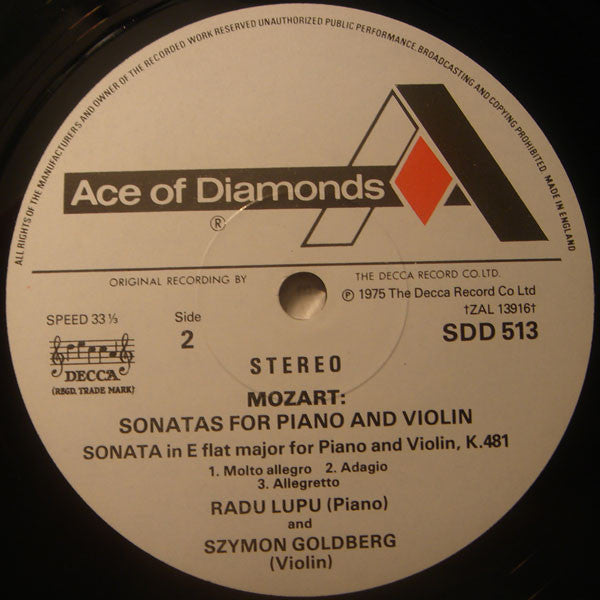 ALL RIGHTS OF THE MANUFACTURERS AND OWNER OF THE RECORDED WORK RESERVED UNAUTHORIZED PUBLIC PERFORMANCE BROADCASTING AND COPYING PROHIBITED. MADE IN ENGLAND
Ace of Diamonds
®
ORIGINAL RECORDING BY THE DECCA RECORD CO. LTD.
℗ 1975 The Decca Record Co Ltd
SPEED 33⅓
Side
2
†ZAL 13916†
SDD 513
DECCA
(RBGD. TRADE MARK)
STEREO
MOZART:
SONATAS FOR PIANO AND VIOLIN
SONATA in E flat major for Piano and Violin, K.481
1. Molto allegro 2. Adagio
3. Allegretto
RADU LUPU (Piano)
and
SZYMON GOLDBERG
(Violin)